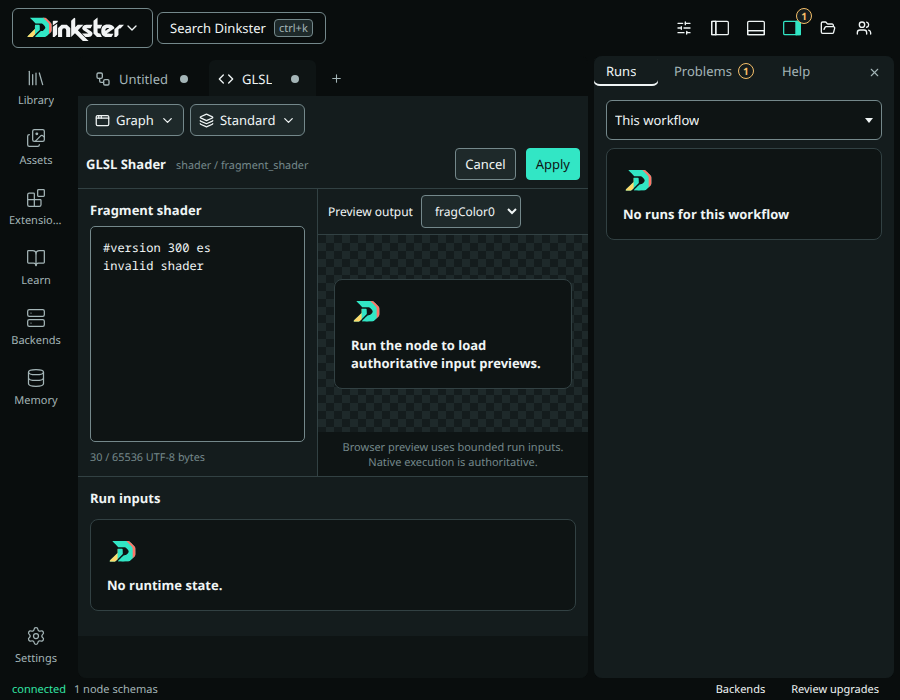 Dinkster
Search Dinkster ctrl+k
1
Library
Assets
Extensio...
Learn
Backends
Memory
Settings
Untitled
GLSL
Graph
Standard
GLSL Shader shader / fragment_shader
Cancel
Apply
Fragment shader
#version 300 es
invalid shader
30 / 65536 UTF-8 bytes
Preview output fragColor0
Run the node to load
authoritative input previews.
Browser preview uses bounded run inputs.
Native execution is authoritative.
Run inputs
No runtime state.
Runs
Problems 1
Help
This workflow
No runs for this workflow
connected 1 node schemas
Backends
Review upgrades